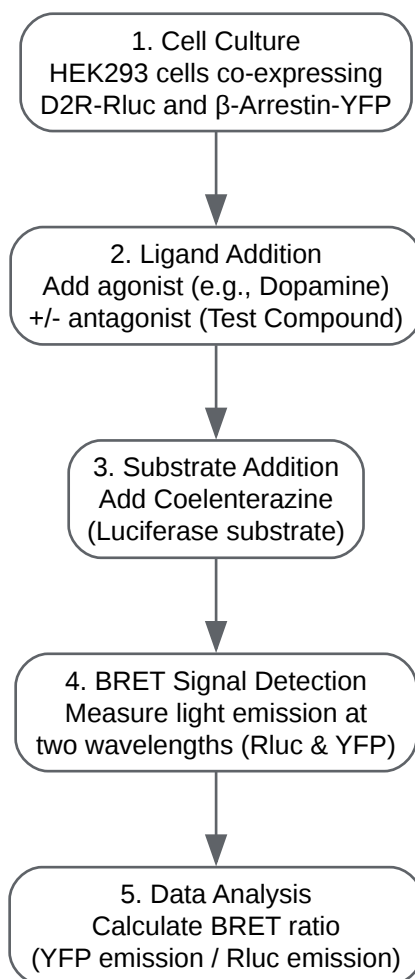 1. Cell Culture
HEK293 cells co-expressing
D2R-Rluc and β-Arrestin-YFP
2. Ligand Addition
Add agonist (e.g., Dopamine)
+/- antagonist (Test Compound)
3. Substrate Addition
Add Coelenterazine
(Luciferase substrate)
4. BRET Signal Detection
Measure light emission at
two wavelengths (Rluc & YFP)
5. Data Analysis
Calculate BRET ratio
(YFP emission / Rluc emission)